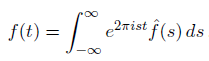 f(t) = ∫_{-∞}^{∞} e^{2πist} f̂(s) ds